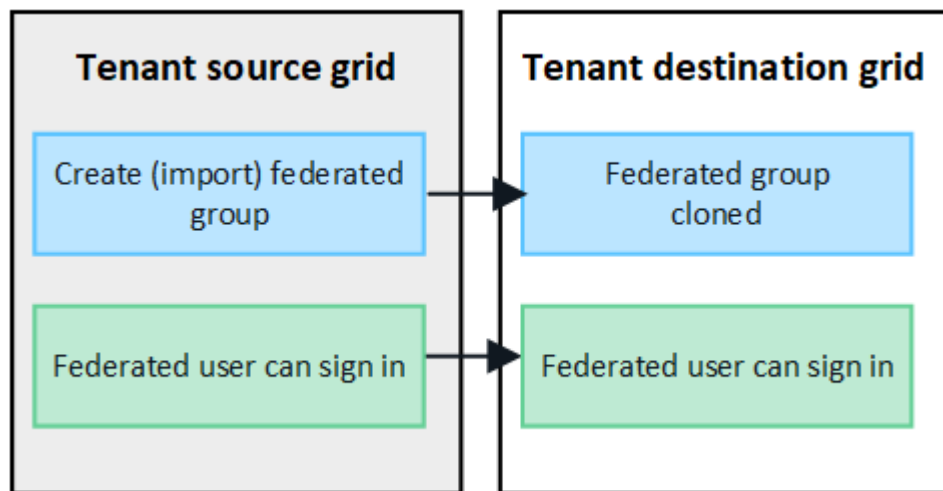 Tenant source grid
Create (import) federated
group
Federated user can sign in
Tenant destination grid
Federated group
cloned
Federated user can sign in